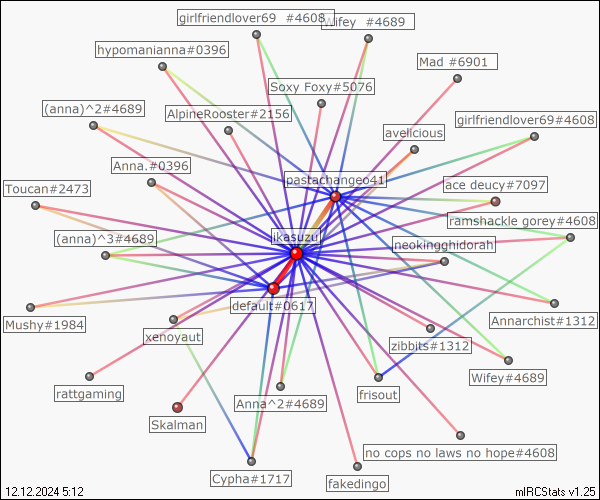 girlfriendlover69 #4608
Wifey #4689
hypomanianna#0396
Mad #6901
Soxy Foxy#5076
(anna)^2#4689
AlpineRooster#2156
girlfriendlover69#4608
avelicious
Anna.#0396
pastachangeo41
ace deucy#7097
Toucan#2473
ramshackle gorey#4608
ikasuzu
(anna)^3#4689
neokingghidorah
default#0617
Mushy#1984
Annarchist#1312
xenoyaut
zibbits#1312
Wifey#4689
rattgaming
frisout
Anna^2#4689
Skalman
no cops no laws no hope#4608
Cypha#1717
fakedingo
12.12.2024 5:12
mIRCStats v1.25